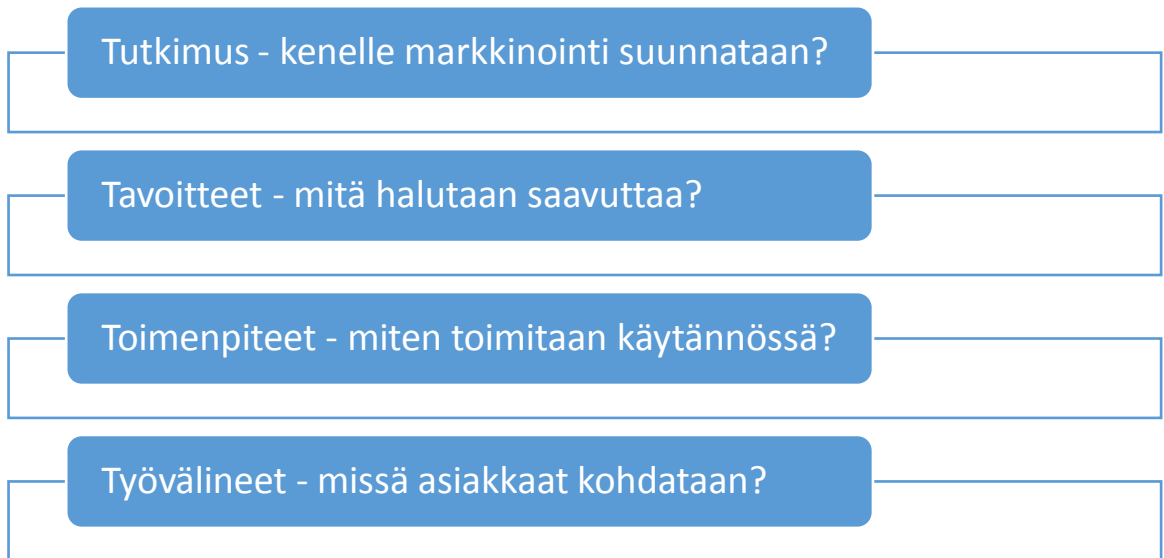 Tutkimus - kenelle markkinointi suunnataan?
Tavoitteet - mitä halutaan saavuttaa?
Toimenpiteet - miten toimitaan käytännössä?
Työvälineet - missä asiakkaat kohdataan?